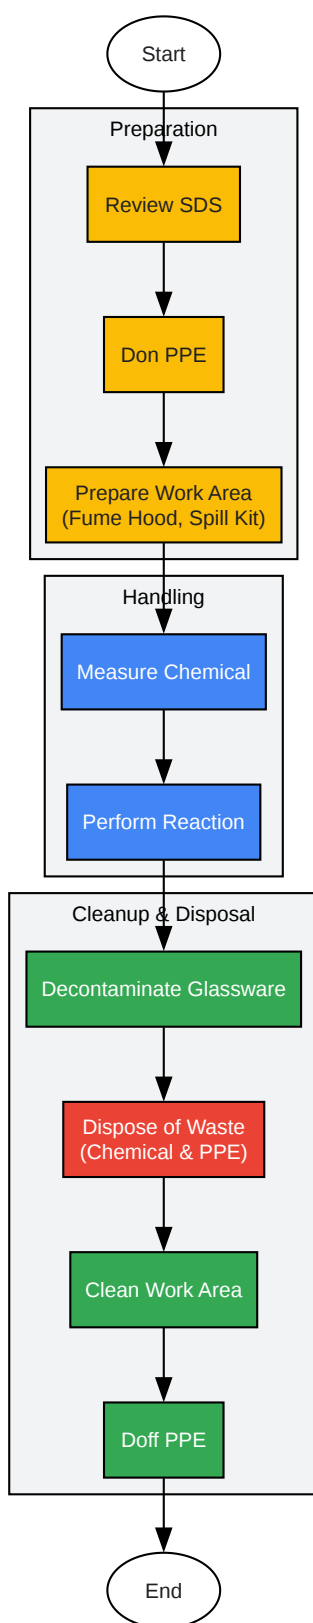 Start
Preparation
Review SDS
Don PPE
Prepare Work Area
(Fume Hood, Spill Kit)
Handling
Measure Chemical
Perform Reaction
Cleanup & Disposal
Decontaminate Glassware
Dispose of Waste
(Chemical & PPE)
Clean Work Area
Doff PPE
End